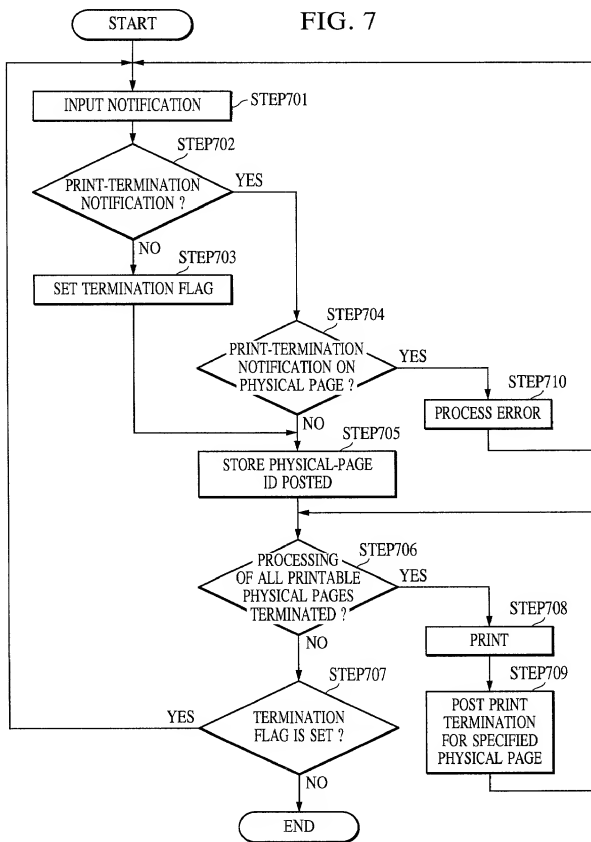 FIG. 7
START
INPUT NOTIFICATION
STEP701
STEP702
PRINT-TERMINATION
NOTIFICATION ?
YES
NO
STEP703
SET TERMINATION FLAG
STEP704
PRINT-TERMINATION
NOTIFICATION ON
PHYSICAL PAGE ?
YES
NO
STEP710
PROCESS ERROR
STEP705
STORE PHYSICAL-PAGE
ID POSTED
STEP706
PROCESSING
OF ALL PRINTABLE
PHYSICAL PAGES
TERMINATED ?
YES
NO
STEP708
PRINT
STEP709
POST PRINT
TERMINATION
FOR SPECIFIED
PHYSICAL PAGE
STEP707
TERMINATION
FLAG IS SET ?
YES
NO
END